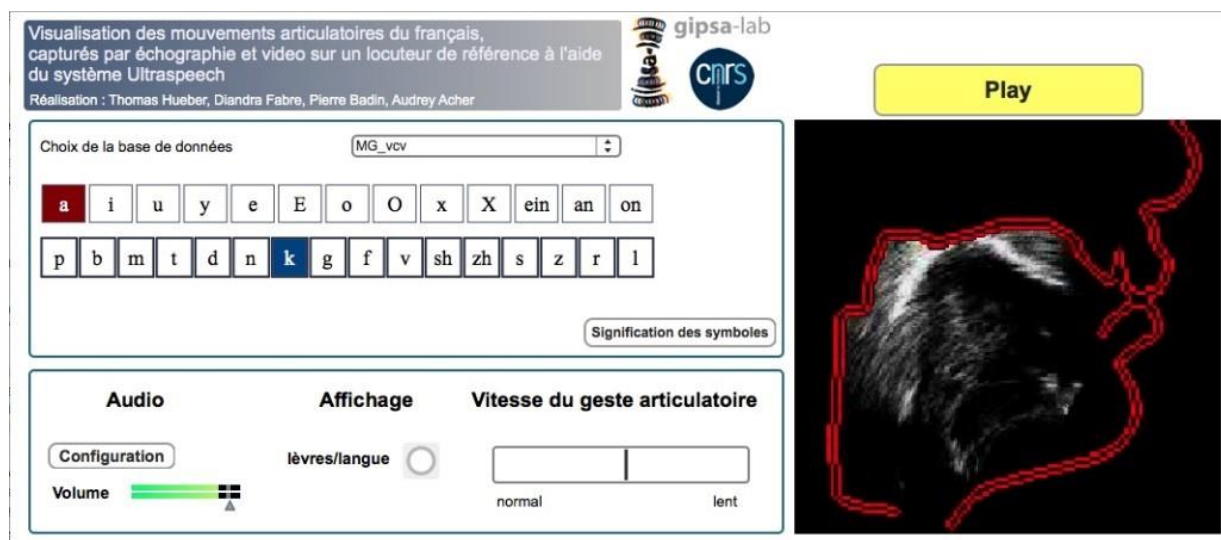 Visualisation des mouvements articulatoires du français,
capturés par échographie et video sur un locuteur de référence à l'aide
du système Ultraspeech
Réalisation : Thomas Hueber, Diandra Fabre, Pierre Badin, Audrey Acher
gipsa-lab
cnrs
Play
Choix de la base de données MG_vcv
a i u y e E o O x X ein an on
p b m t d n k g f v sh zh s z r l
Signification des symboles
Audio Affichage Vitesse du geste articulatoire
Configuration lèvres/langue
Volume
normal lent